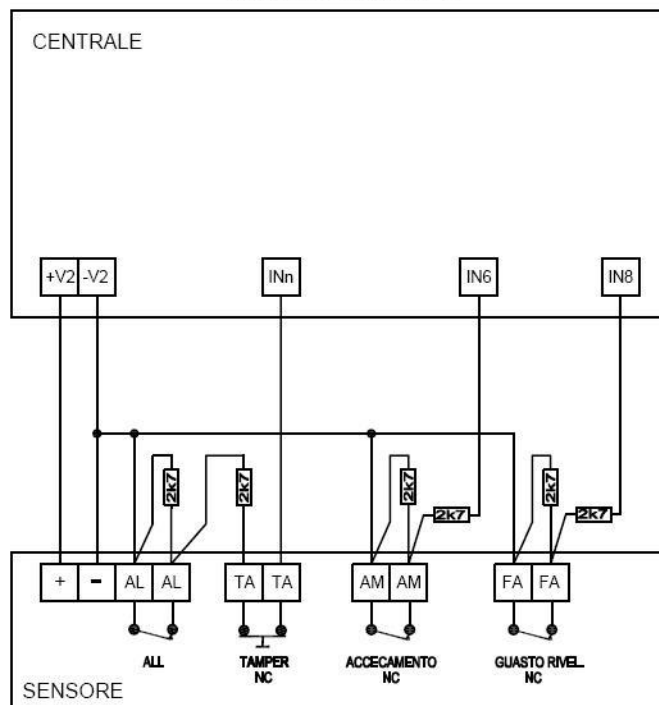 CENTRALE
+V2 -V2 INn IN6 IN8
2k7 2k7 2k7 2k7 2k7 2k7
+ - AL AL TA TA AM AM FA FA
ALL TAMPER NC ACCECAMENTO NC GUASTO RIVEL. NC
SENSORE